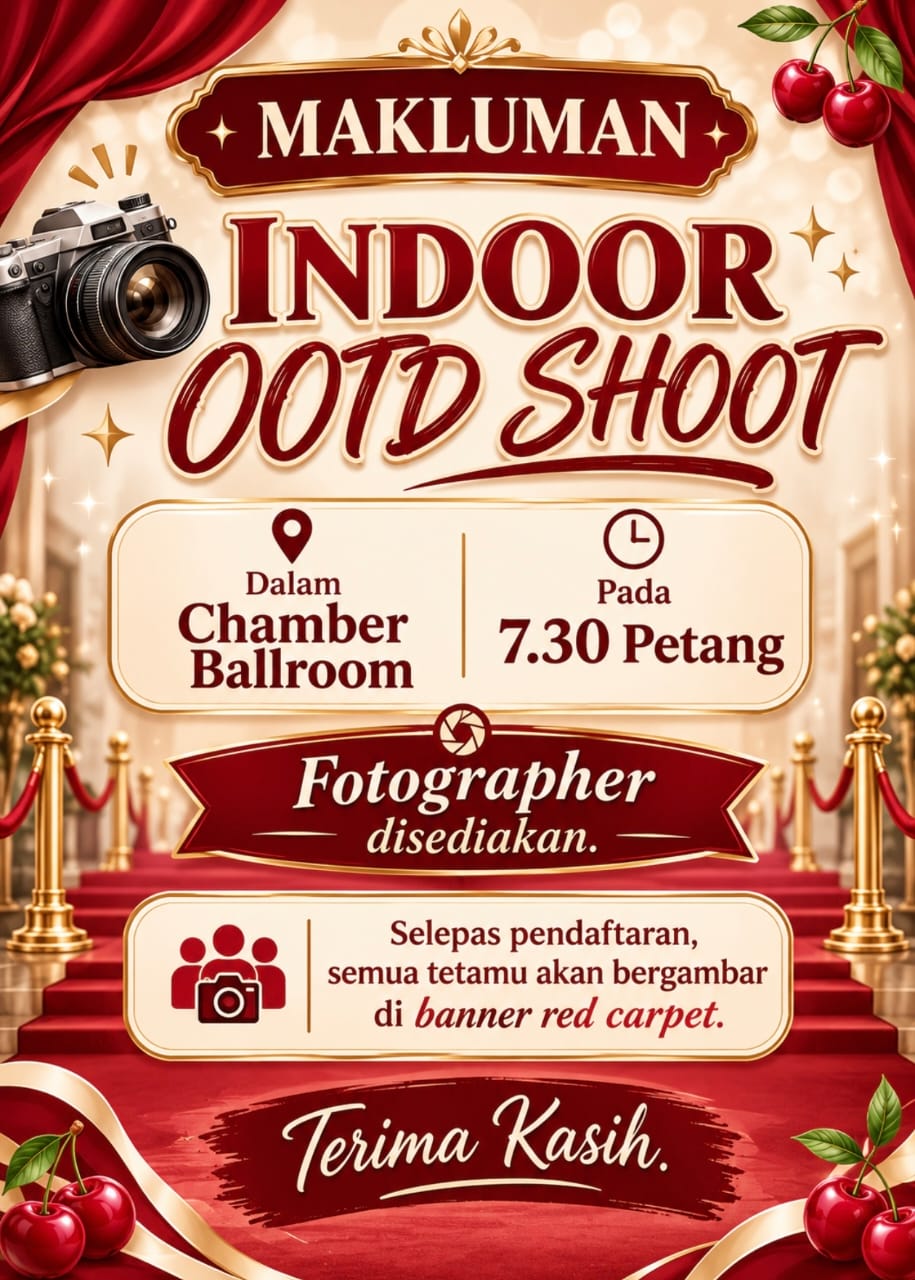 MAKLUMAN
INDOOR
OOTD SHOOT
Dalam
Chamber
Ballroom
Pada
7.30 Petang
Fotographer
disediakan.
Selepas pendaftaran,
semua tetamu akan bergambar
di banner red carpet.
Terima Kasih.